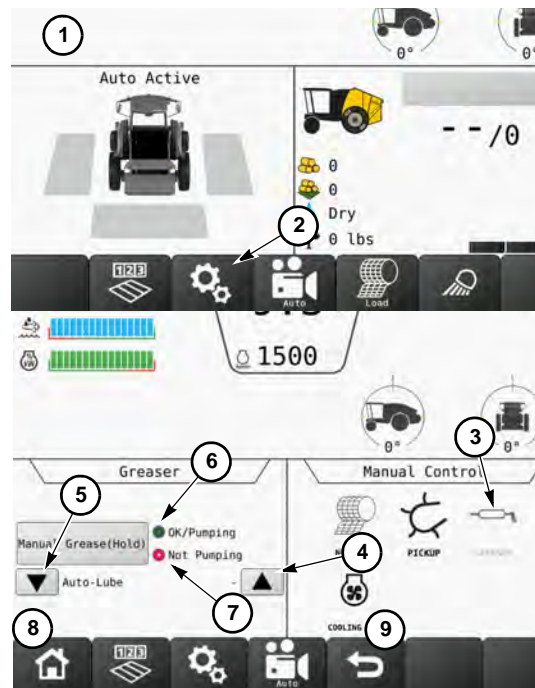 1
0°
0°
Auto Active
--/0
0
0
Dry
2
0 lbs
123
Auto
Load
1500
0°
0°
3
6
Greaser
Manual Control
5
OK/Pumping
Manual Grease(Hold)
Not Pumping
PICKUP
4
Auto-Lube
-
7
8
COOLING
9
123
Auto